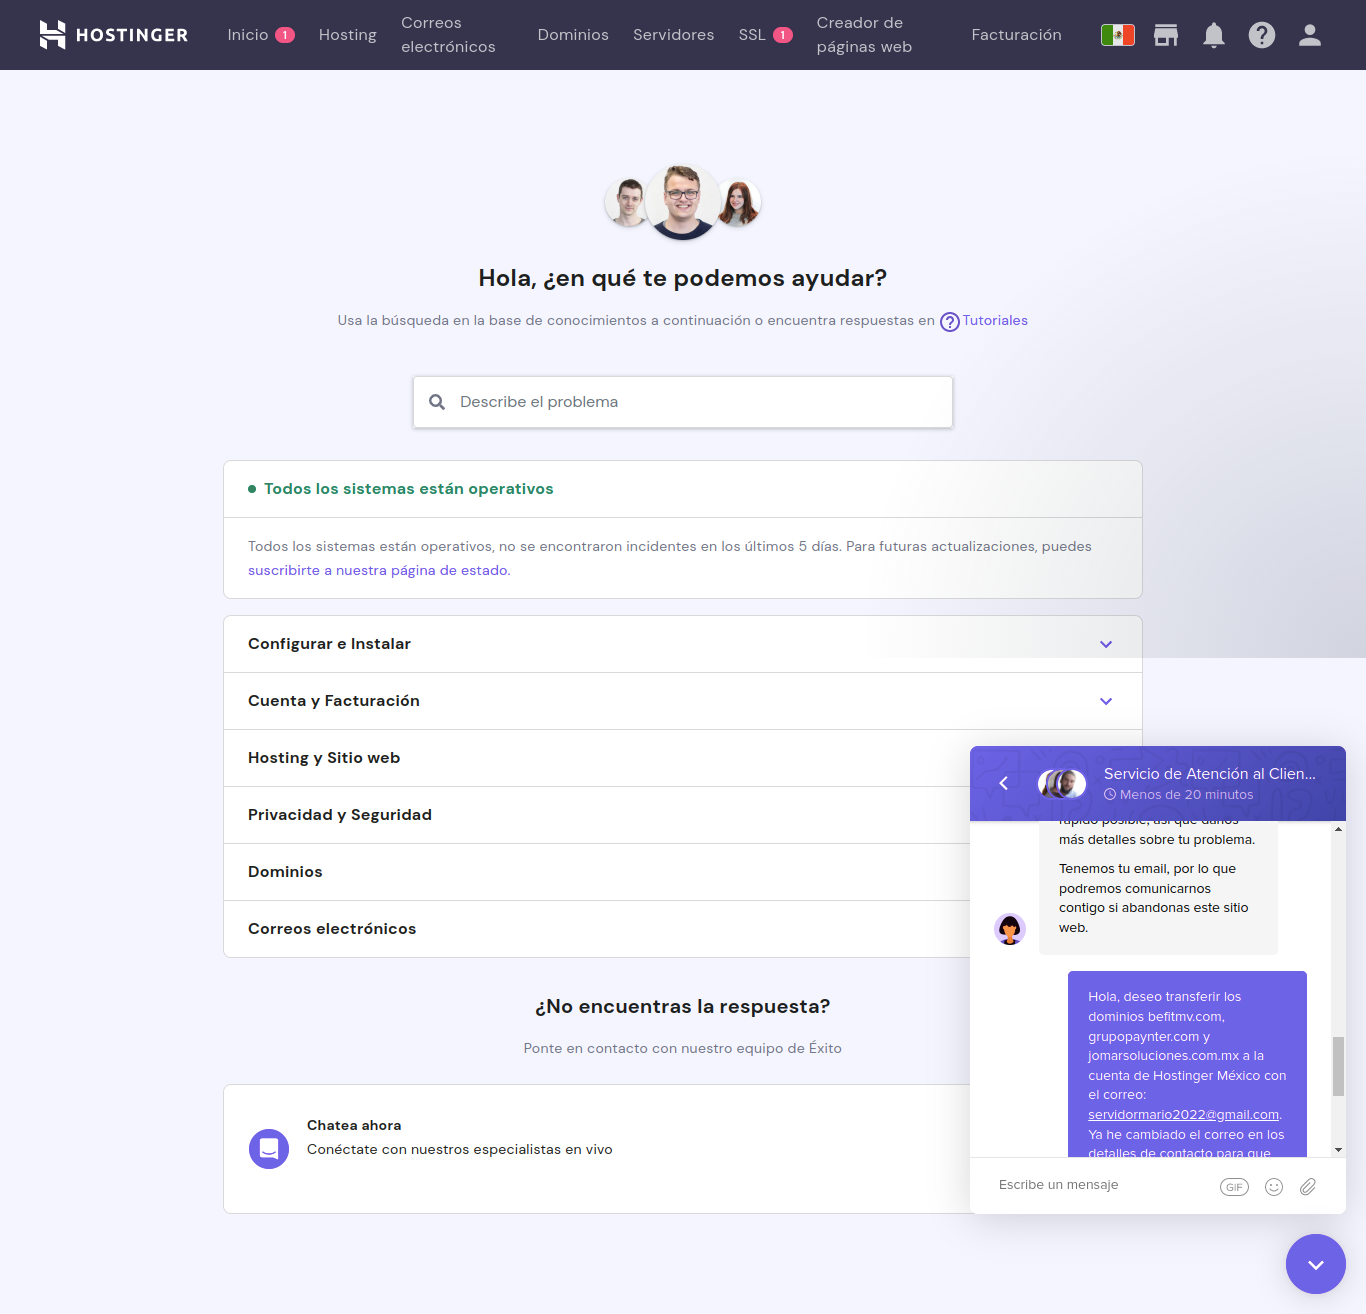 HOSTINGER
Inicio 1
Hosting
Correos
electrónicos
Dominios
Servidores
SSL 1
Creador de
páginas web
Facturación
Hola, ¿en qué te podemos ayudar?
Usa la búsqueda en la base de conocimientos a continuación o encuentra respuestas en Tutoriales
Describe el problema
Todos los sistemas están operativos
Todos los sistemas están operativos, no se encontraron incidentes en los últimos 5 días. Para futuras actualizaciones, puedes
suscribirte a nuestra página de estado.
Configurar e Instalar
Cuenta y Facturación
Hosting y Sitio web
Privacidad y Seguridad
Dominios
Correos electrónicos
¿No encuentras la respuesta?
Ponte en contacto con nuestro equipo de Éxito
Chatea ahora
Conéctate con nuestros especialistas en vivo
Servicio de Atención al Clien...
Menos de 20 minutos
rápido posible, así que danos
más detalles sobre tu problema.
Tenemos tu email, por lo que
podremos comunicarnos
contigo si abandonas este sitio
web.
Hola, deseo transferir los
dominios befitmv.com,
grupopaynter.com y
jomarsoluciones.com.mx a la
cuenta de Hostinger México con
el correo:
servidormario2022@gmail.com.
Ya he cambiado el correo en los
detalles de contacto para que
Escribe un mensaje
GIF